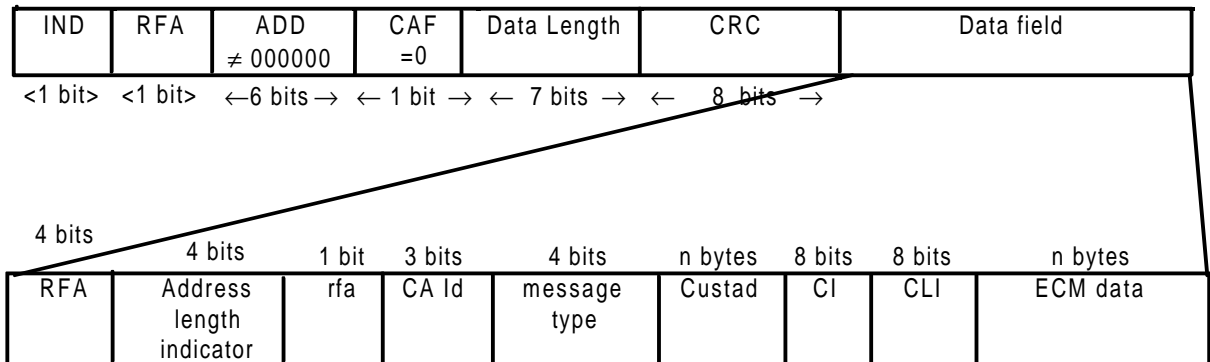 IND RFA ADD CAF Data Length CRC Data field
≠ 000000 =0
<1 bit> <1 bit> ←6 bits→ ← 1 bit → ← 7 bits → ← 8 bits →
4 bits 4 bits 1 bit 3 bits 4 bits n bytes 8 bits 8 bits n bytes
RFA Address rfa CA Id message Custad CI CLI ECM data
length type
indicator